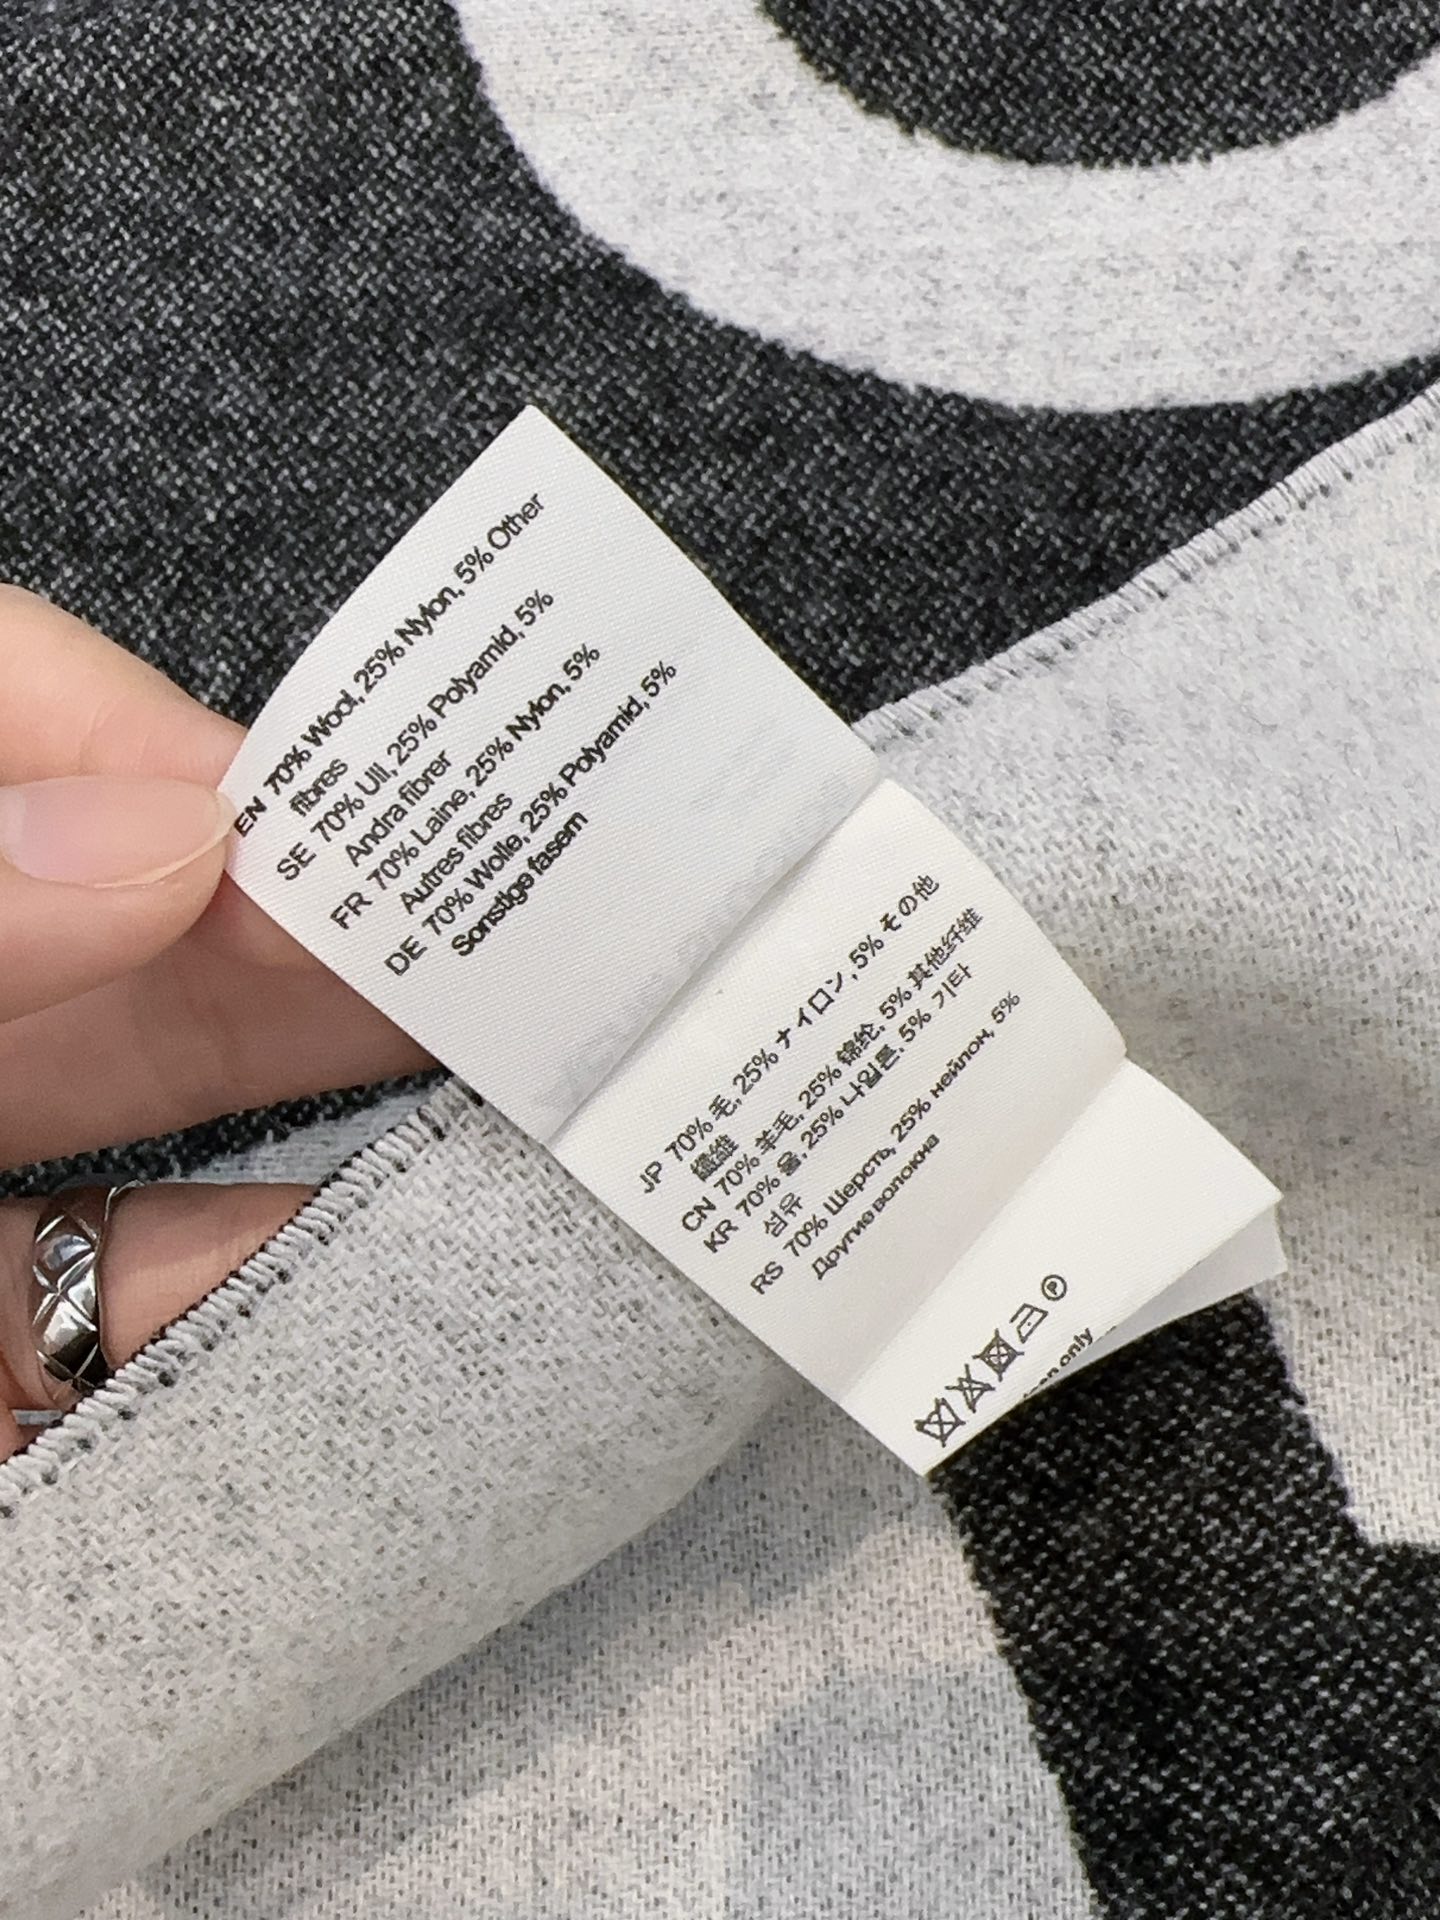 EN 70% Wool, 25% Nylon, 5% Other
fibres
SE 70% Ull, 25% Polyamid, 5%
Andra fibrer
FR 70% Laine, 25% Nylon, 5%
Autres fibres
DE 70% Wolle, 25% Polyamid, 5%
Sonstige fasern
JP 70% 毛, 25% ナイロン, 5% その他
繊維
CN 70% 羊毛, 25% 锦纶, 5% 其他纤维
KR 70% 울, 25% 나일론, 5% 기타
섬유
RS 70% Шерсть, 25% нейлон, 5%
Другие волокна
P
only